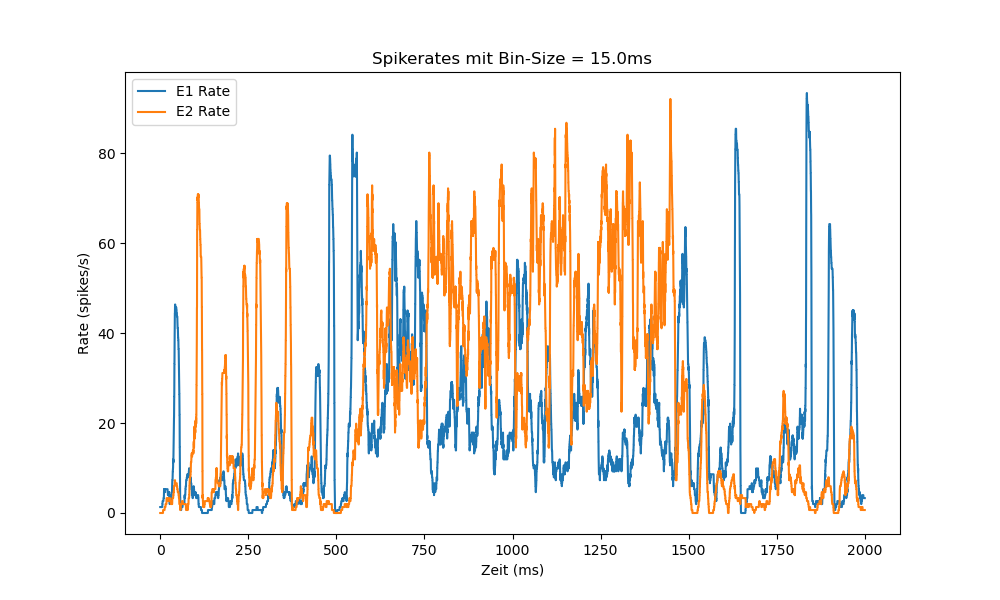 Spikerates mit Bin-Size = 15.0ms
E1 Rate
E2 Rate
Rate (spikes/s)
80
60
40
20
0
0 250 500 750 1000 1250 1500 1750 2000
Zeit (ms)